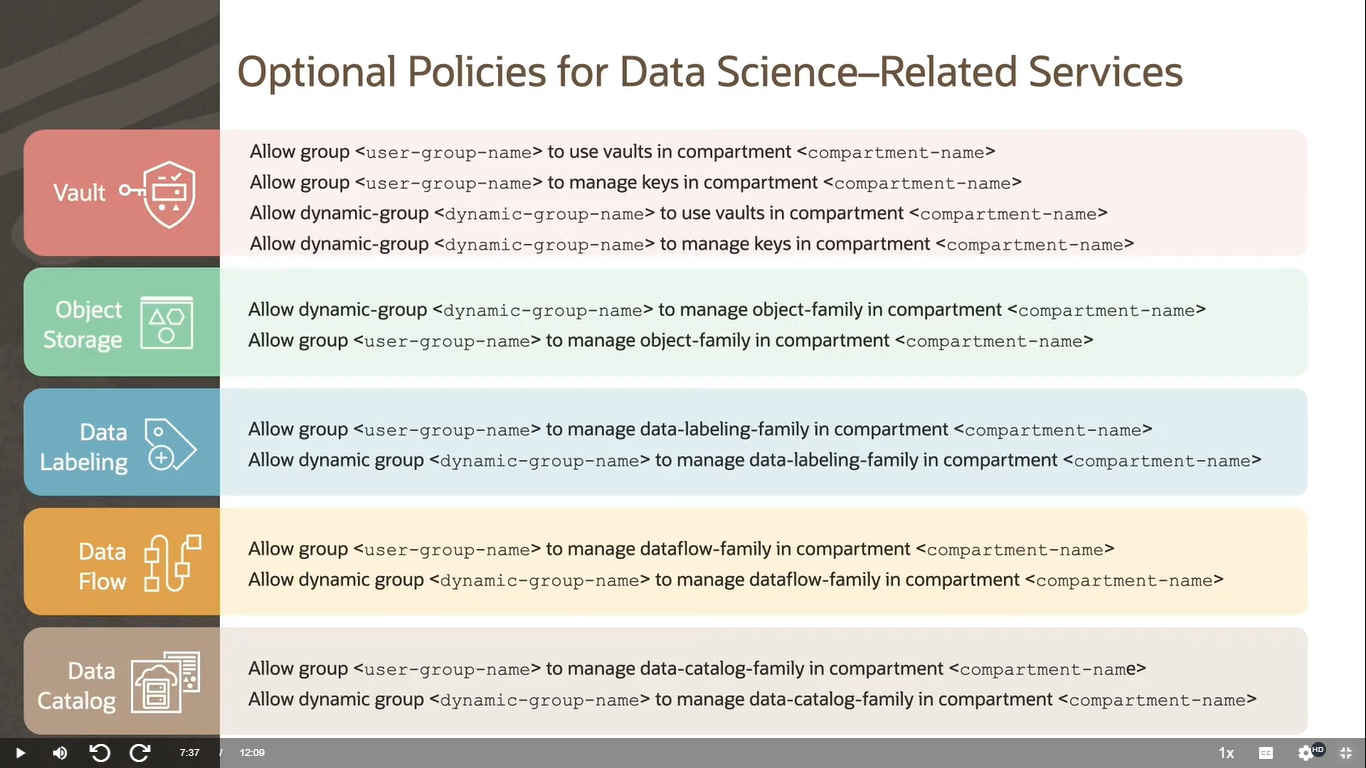 Optional Policies for Data Science–Related Services
Vault
Allow group <user-group-name> to use vaults in compartment <compartment-name>
Allow group <user-group-name> to manage keys in compartment <compartment-name>
Allow dynamic-group <dynamic-group-name> to use vaults in compartment <compartment-name>
Allow dynamic-group <dynamic-group-name> to manage keys in compartment <compartment-name>
Object
Storage
Allow dynamic-group <dynamic-group-name> to manage object-family in compartment <compartment-name>
Allow group <user-group-name> to manage object-family in compartment <compartment-name>
Data
Labeling
Allow group <user-group-name> to manage data-labeling-family in compartment <compartment-name>
Allow dynamic group <dynamic-group-name> to manage data-labeling-family in compartment <compartment-name>
Data
Flow
Allow group <user-group-name> to manage dataflow-family in compartment <compartment-name>
Allow dynamic group <dynamic-group-name> to manage dataflow-family in compartment <compartment-name>
Data
Catalog
Allow group <user-group-name> to manage data-catalog-family in compartment <compartment-name>
Allow dynamic group <dynamic-group-name> to manage data-catalog-family in compartment <compartment-name>
7:37 / 12:09 1x CC HD